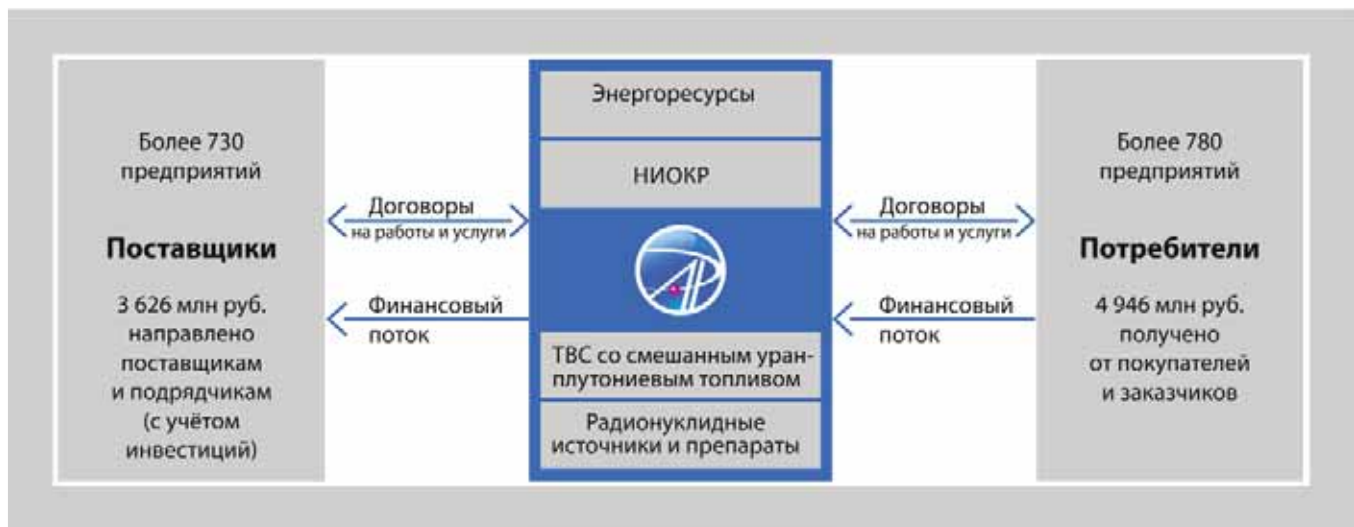 Более 730
предприятий
Поставщики
3 626 млн руб.
направлено
поставщикам
и подрядчикам
(с учётом
инвестиций)
Договоры
на работы и услуги
Финансовый
поток
Энергоресурсы
НИОКР
ТВС со смешанным уран-
плутониевым топливом
Радионуклидные
источники и препараты
Договоры
на работы и услуги
Финансовый
поток
Более 780
предприятий
Потребители
4 946 млн руб.
получено
от покупателей
и заказчиков